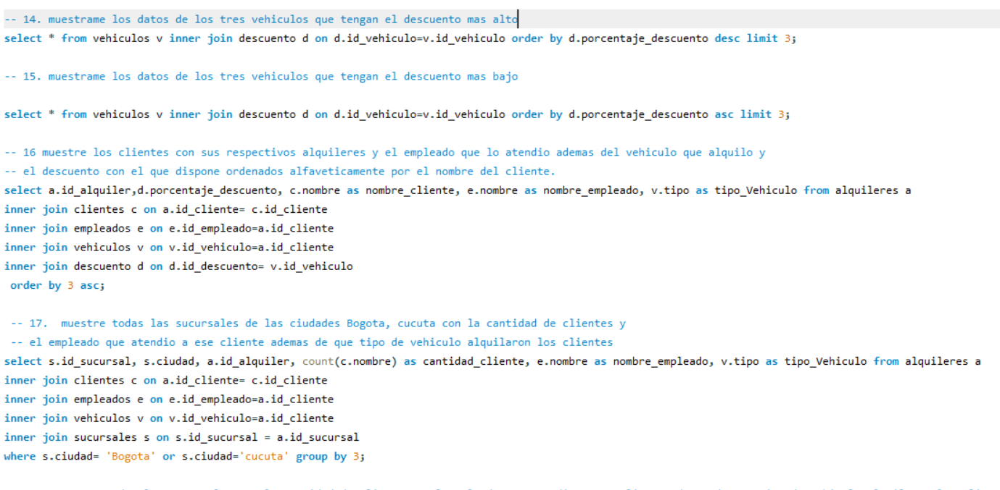 -- 14. muestrame los datos de los tres vehiculos que tengan el descuento mas alto
select * from vehiculos v inner join descuento d on d.id_vehiculo=v.id_vehiculo order by d.porcentaje_descuento desc limit 3;
-- 15. muestrame los datos de los tres vehiculos que tengan el descuento mas bajo
select * from vehiculos v inner join descuento d on d.id_vehiculo=v.id_vehiculo order by d.porcentaje_descuento asc limit 3;
-- 16 muestre los clientes con sus respectivos alquileres y el empleado que lo atendio ademas del vehiculo que alquilo y
-- el descuento con el que dispone ordenados alfaveticamente por el nombre del cliente.
select a.id_alquiler,d.porcentaje_descuento, c.nombre as nombre_cliente, e.nombre as nombre_empleado, v.tipo as tipo_Vehiculo from alquileres a
inner join clientes c on a.id_cliente= c.id_cliente
inner join empleados e on e.id_empleado=a.id_cliente
inner join vehiculos v on v.id_vehiculo=a.id_cliente
inner join descuento d on d.id_descuento= v.id_vehiculo
order by 3 asc;
-- 17.  muestre todas las sucursales de las ciudades Bogota, cucuta con la cantidad de clientes y
-- el empleado que atendio a ese cliente ademas de que tipo de vehiculo alquilaron los clientes
select s.id_sucursal, s.ciudad, a.id_alquiler, count(c.nombre) as cantidad_cliente, e.nombre as nombre_empleado, v.tipo as tipo_Vehiculo from alquileres a
inner join clientes c on a.id_cliente= c.id_cliente
inner join empleados e on e.id_empleado=a.id_cliente
inner join vehiculos v on v.id_vehiculo=a.id_cliente
inner join sucursales s on s.id_sucursal = a.id_sucursal
where s.ciudad= 'Bogota' or s.ciudad='cucuta' group by 3;